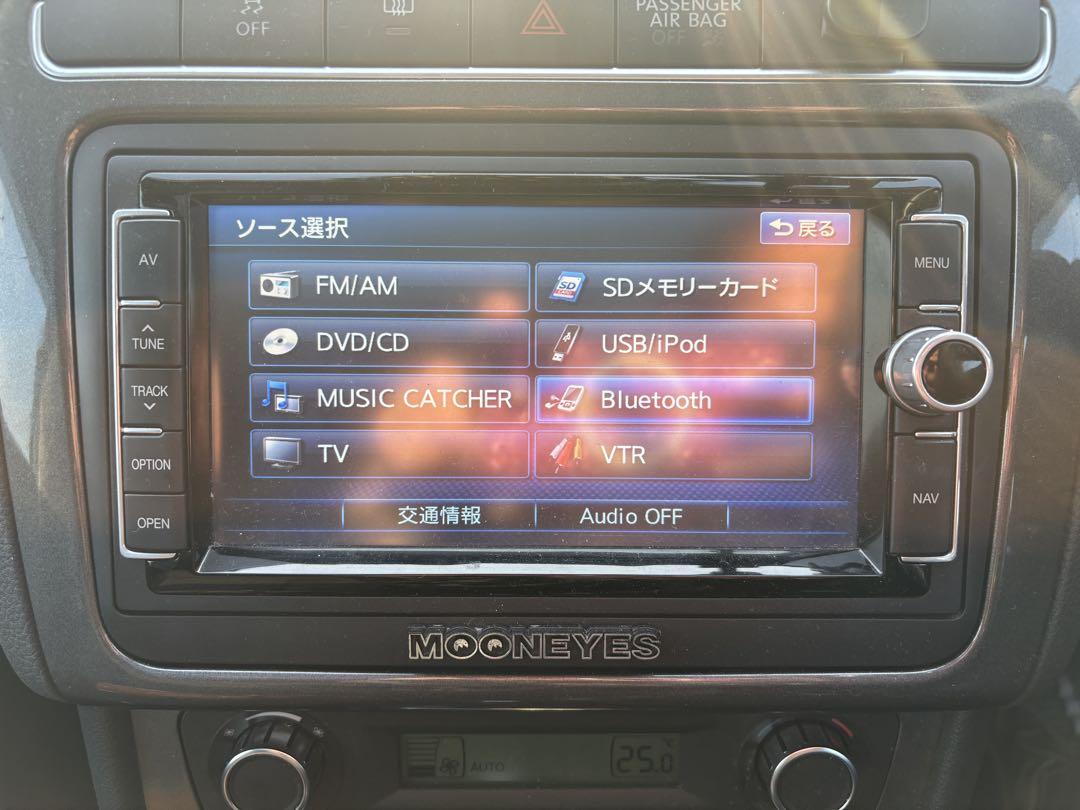 OFF
PASSENGER
AIR BAG
OFF
ソース選択
戻る
AV
TUNE
TRACK
OPTION
OPEN
FM/AM
SDメモリーカード
SD
DVD/CD
USB/iPod
MUSIC CATCHER
Bluetooth
TV
VTR
交通情報
Audio OFF
MENU
NAV
MOONEYES
AUTO
25.0